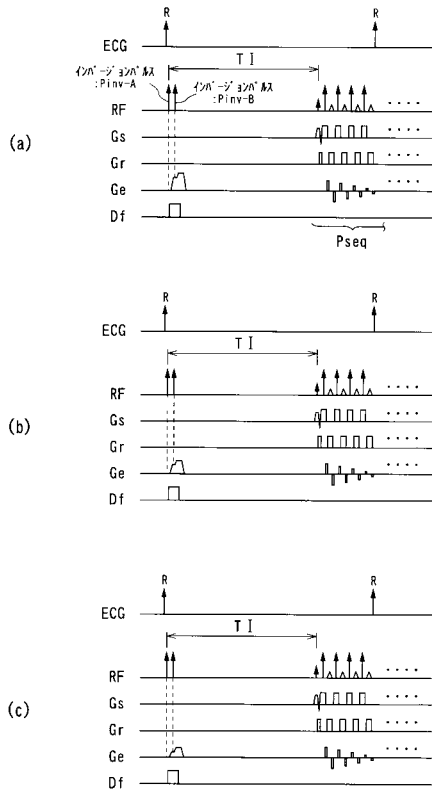 R
R
ECG
TI
インバージョンパルス
:Pinv-A
インバージョンパルス
:Pinv-B
RF
Gs
(a)
Gr
Ge
Df
Pseq
R
R
ECG
TI
RF
Gs
(b)
Gr
Ge
Df
R
R
ECG
TI
RF
Gs
(c)
Gr
Ge
Df